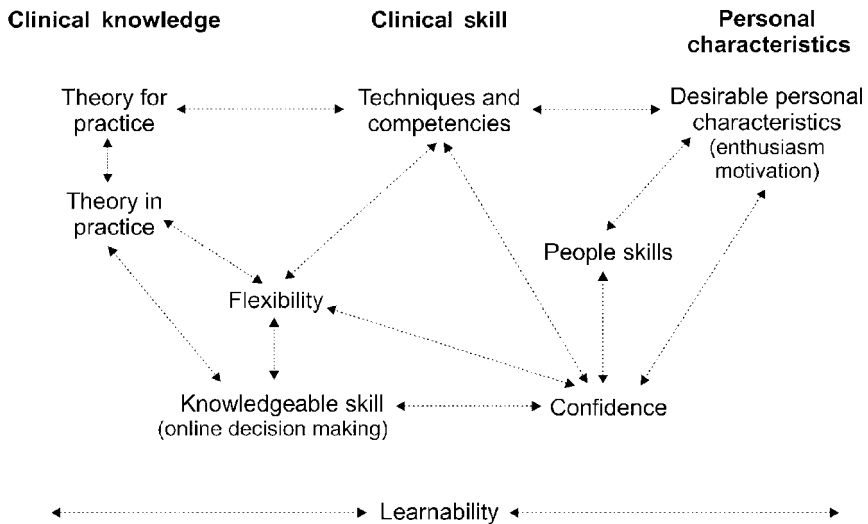 Clinical knowledge
Clinical skill
Personal
characteristics
Theory for
practice
Techniques and
competencies
Desirable personal
characteristics
(enthusiasm
motivation)
Theory in
practice
People skills
Flexibility
Knowledgeable skill
(online decision making)
Confidence
Learnability